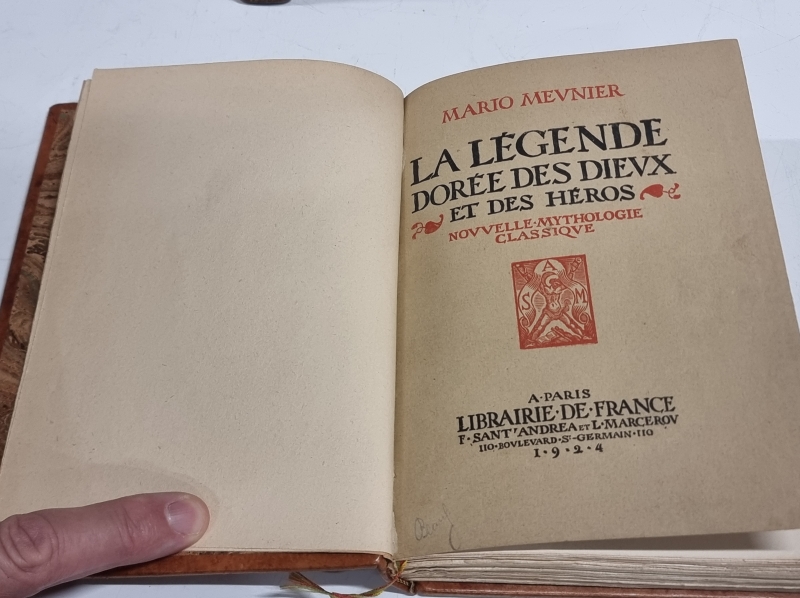 MARIO MEVNIER
LA LÉGENDE
DORÉE DES DIEVX
ET DES HÉROS
NOVVELLE·MYTHOLOGIE
CLASSIQVE
A
S M
A·PARIS
LIBRAIRIE·DE·FRANCE
F·SANT'ANDREA ET L·MARCEROV
110·BOVLEVARD·ST-GERMAIN·110
1·9·2·4